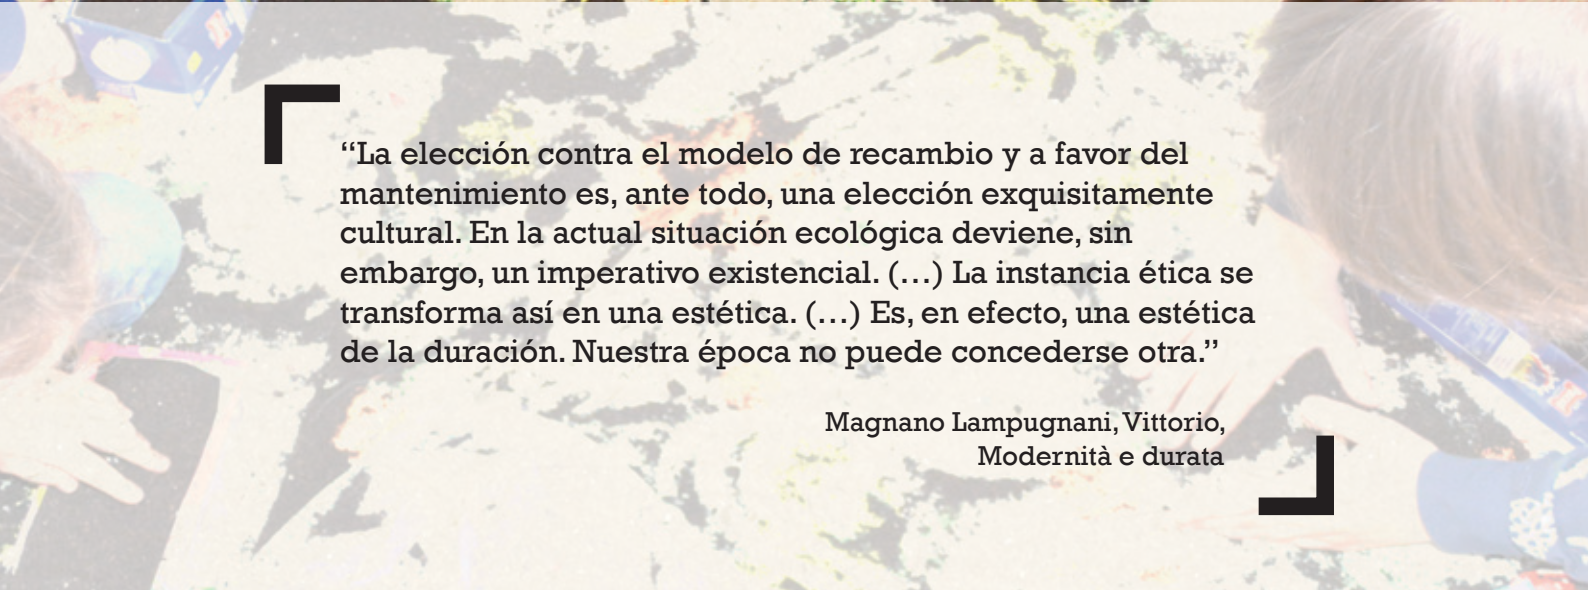 “La elección contra el modelo de recambio y a favor del
mantenimiento es, ante todo, una elección exquisitamente
cultural. En la actual situación ecológica deviene, sin
embargo, un imperativo existencial. (…) La instancia ética se
transforma así en una estética. (…) Es, en efecto, una estética
de la duración. Nuestra época no puede concederse otra.”
Magnano Lampugnani, Vittorio,
Modernità e durata